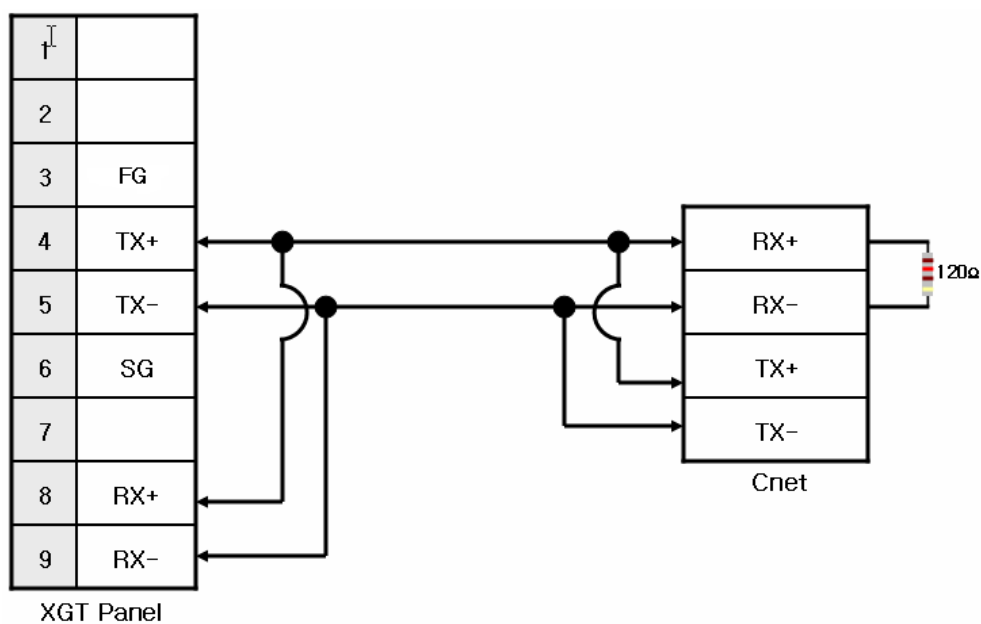 1
2
3 FG
4 TX+
5 TX-
6 SG
7
8 RX+
9 RX-
XGT Panel
RX+
RX-
TX+
TX-
Cnet
120Ω